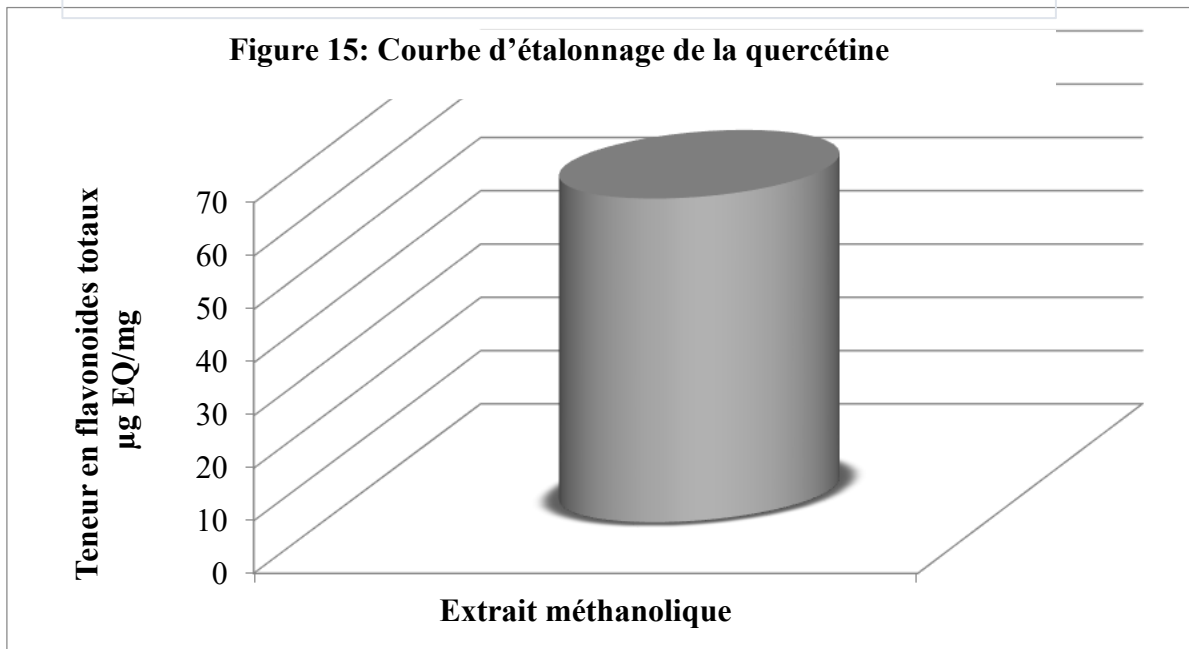 Figure 15: Courbe d'étalonnage de la quercétine
Teneur en flavonoides totaux
µg EQ/mg
70
60
50
40
30
20
10
0
Extrait méthanolique